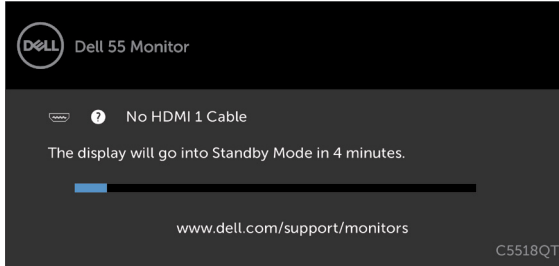 DELL
Dell 55 Monitor
? No HDMI 1 Cable
The display will go into Standby Mode in 4 minutes.
www.dell.com/support/monitors
C5518QT